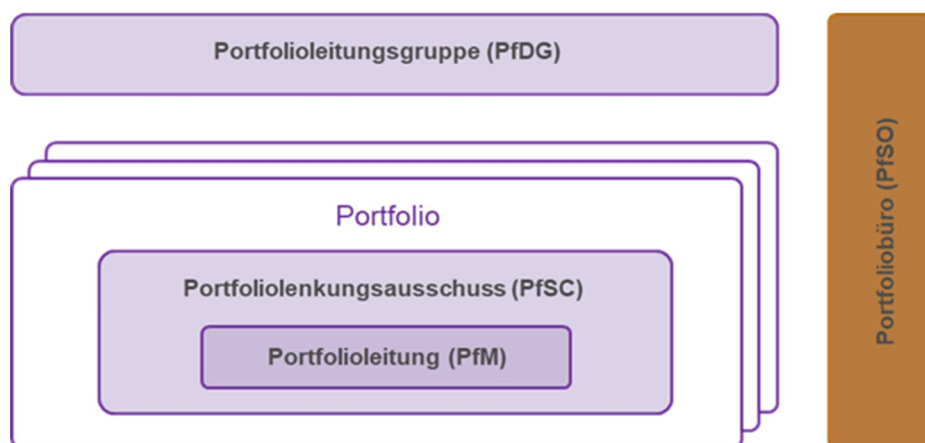 Portfolioleitungsgruppe (PfDG)
Portfolio
Portfoliolenkungsausschuss (PfSC)
Portfolioleitung (PfM)
Portfoliobüro (PfSO)